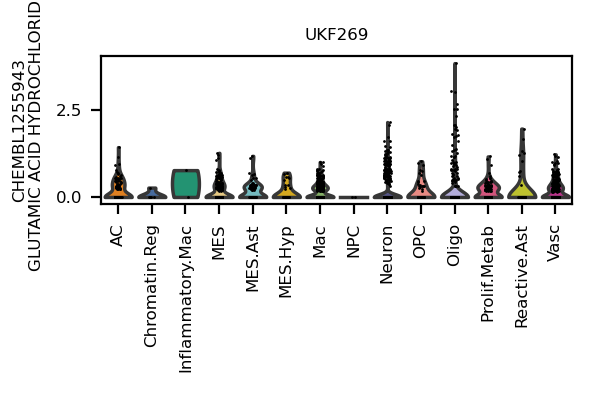 UKF269
CHEMBL1255943
GLUTAMIC ACID HYDROCHLORID
2.5
0.0
AC
Chromatin.Reg
Inflammatory.Mac
MES
MES.Ast
MES.Hyp
Mac
NPC
Neuron
OPC
Oligo
Prolif.Metab
Reactive.Ast
Vasc